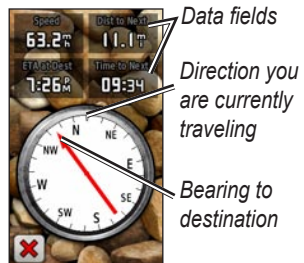 Speed
Dist to Next
63.2 m/h
11.1 m
ETA at Dest
Time to Next
7:26 PM
09:34
N
NE
E
SE
S
SW
W
NW
Data fields
Direction you
are currently
traveling
Bearing to
destination